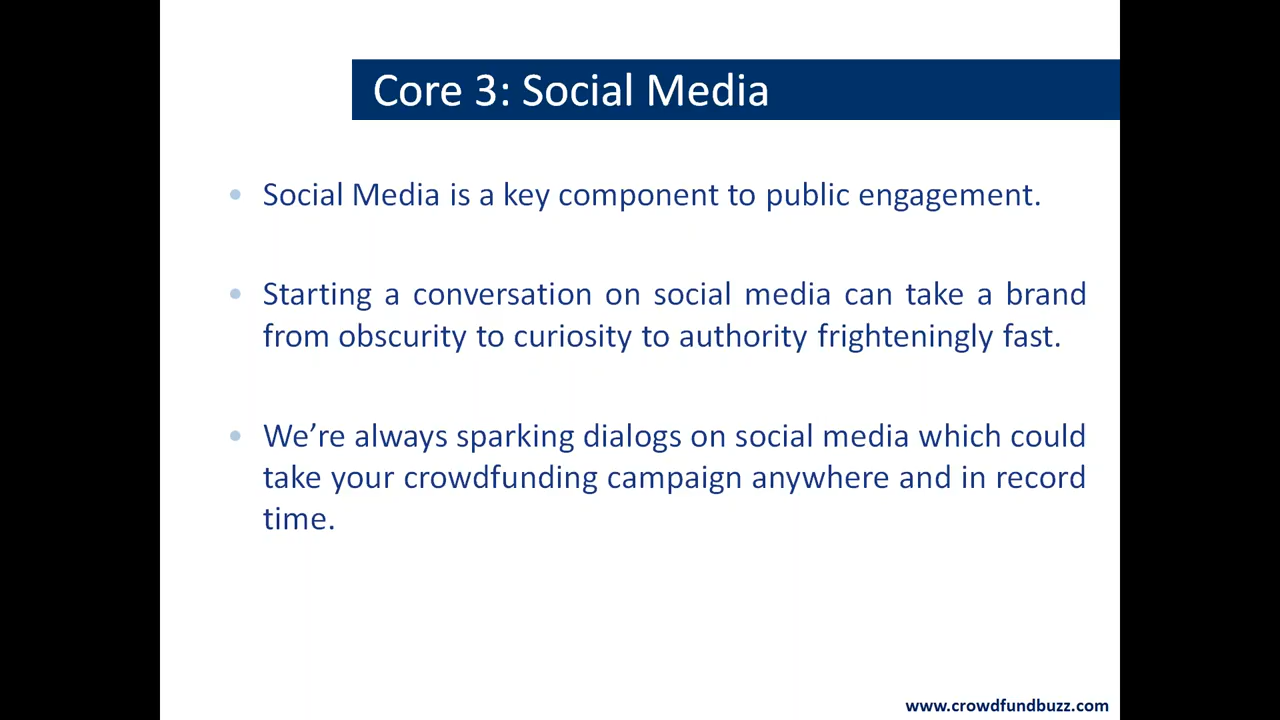 Core 3: Social Media
• Social Media is a key component to public engagement.
• Starting a conversation on social media can take a brand
from obscurity to curiosity to authority frighteningly fast.
• We’re always sparking dialogs on social media which could
take your crowdfunding campaign anywhere and in record
time.
www.crowdfundbuzz.com